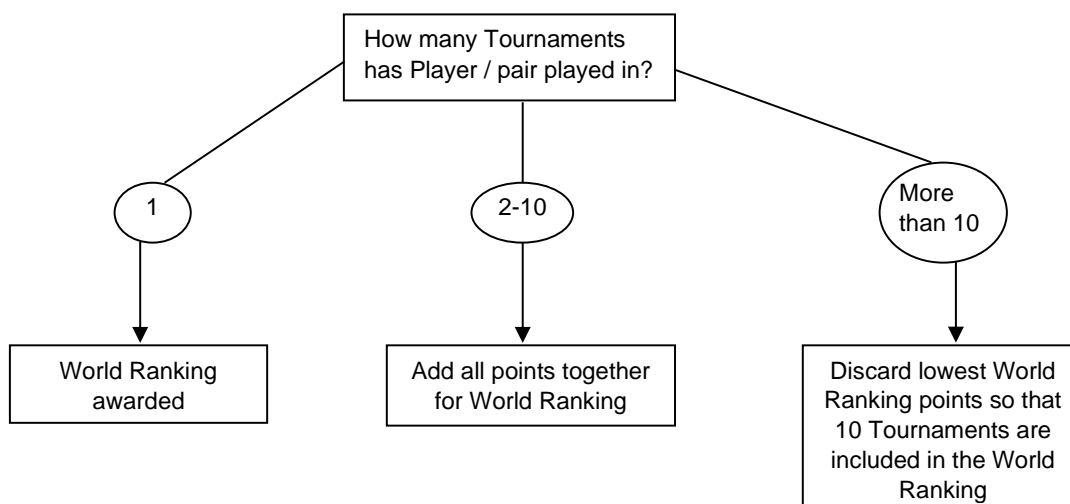 How many Tournaments
has Player / pair played in?
1
2-10
More
than 10
World Ranking
awarded
Add all points together
for World Ranking
Discard lowest World
Ranking points so that
10 Tournaments are
included in the World
Ranking